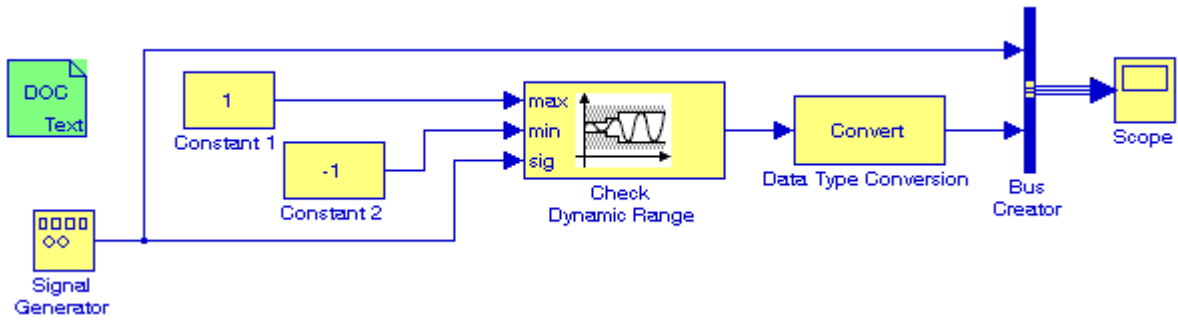 DOC
Text
1
Constant 1
-1
Constant 2
Signal
Generator
max
min
sig
Check
Dynamic Range
Convert
Data Type Conversion
Bus
Creator
Scope